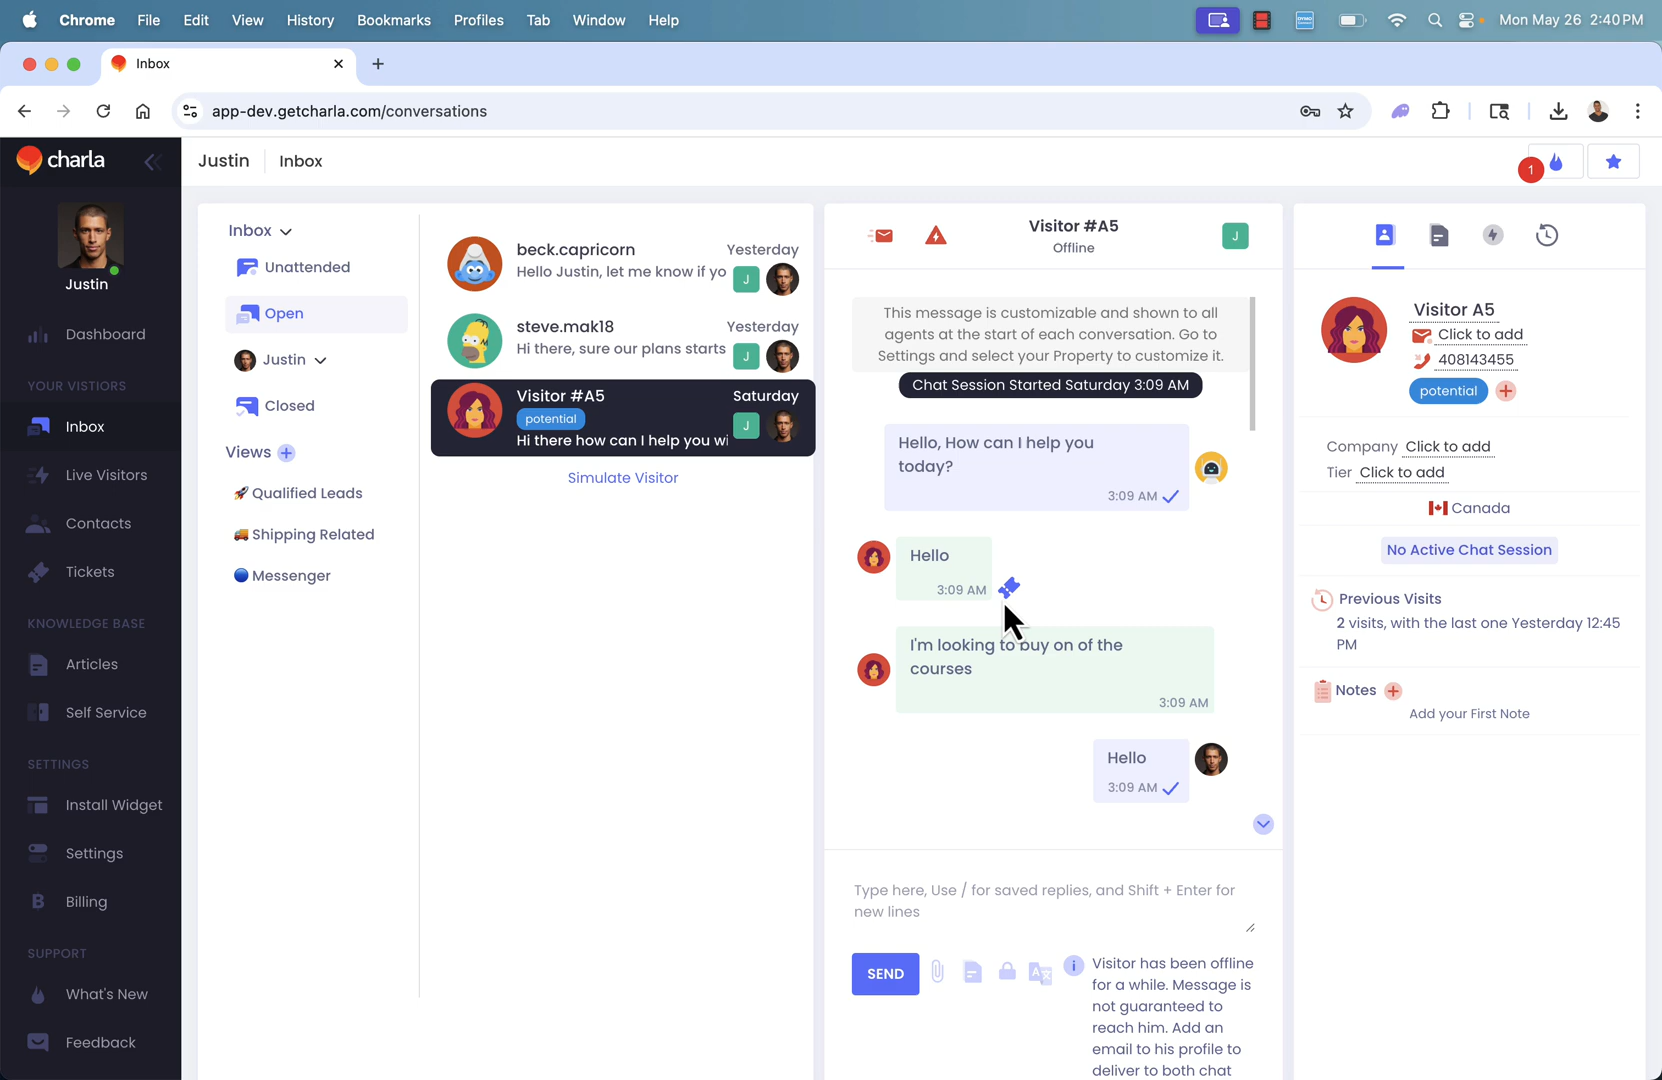 Chrome File Edit View History Bookmarks Profiles Tab Window Help
Mon May 26 2:40 PM
Inbox
app-dev.getcharla.com/conversations
charla
Justin Inbox
1
Justin
Dashboard
YOUR VISTIORS
Inbox
Live Visitors
Contacts
Tickets
KNOWLEDGE BASE
Articles
Self Service
SETTINGS
Install Widget
Settings
B Billing
SUPPORT
What's New
Feedback
Inbox
Unattended
Open
Justin
Closed
Views +
Qualified Leads
Shipping Related
Messenger
beck.capricorn Yesterday
Hello Justin, let me know if yo J
steve.mak18 Yesterday
Hi there, sure our plans starts J
Visitor #A5 Saturday
potential J
Hi there how can I help you wi
Simulate Visitor
Visitor #A5
Offline
J
This message is customizable and shown to all
agents at the start of each conversation. Go to
Settings and select your Property to customize it.
Chat Session Started Saturday 3:09 AM
Hello, How can I help you
today?
3:09 AM
Hello
3:09 AM
I'm looking to buy on of the
courses
3:09 AM
Hello
3:09 AM
Type here, Use / for saved replies, and Shift + Enter for
new lines
SEND
i Visitor has been offline
for a while. Message is
not guaranteed to
reach him. Add an
email to his profile to
deliver to both chat
Visitor A5
Click to add
408143455
potential +
Company Click to add
Tier Click to add
Canada
No Active Chat Session
Previous Visits
2 visits, with the last one Yesterday 12:45
PM
Notes +
Add your First Note